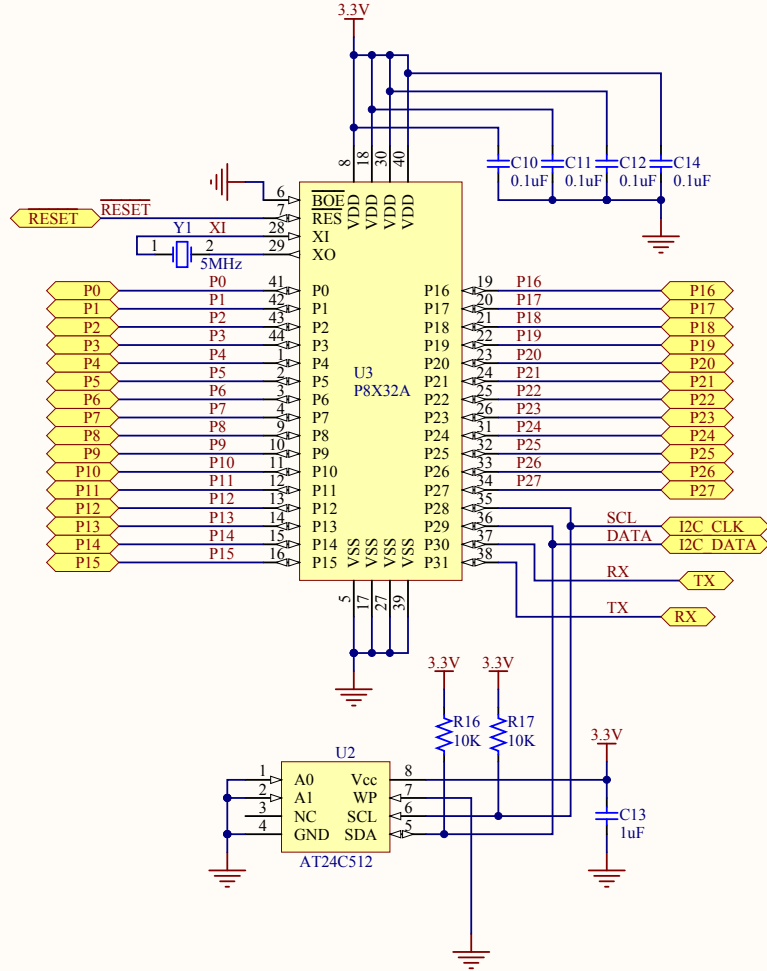 3.3V
8 18 30 40
C10 C11 C12 C14
0.1uF 0.1uF 0.1uF 0.1uF
VDD VDD VDD VDD
6 BOE
RESET RESET 7 RES
Y1 XI 28 XI
1 2 29 XO
5MHz
P0 P0 41 P0 P16 19 P16 P16
P1 P1 42 P1 P17 20 P17 P17
P2 P2 43 P2 P18 21 P18 P18
P3 P3 44 P3 P19 22 P19 P19
P4 P4 1 P4 P20 23 P20 P20
P5 P5 2 P5 P21 24 P21 P21
P6 P6 3 P6 P22 25 P22 P22
P7 P7 4 P7 P23 26 P23 P23
P8 P8 9 P8 P24 31 P24 P24
P9 P9 10 P9 P25 32 P25 P25
P10 P10 11 P10 P26 33 P26 P26
P11 P11 12 P11 P27 34 P27 P27
P12 P12 13 P12 P28 35
P13 P13 14 P13 P29 36 SCL I2C CLK
P14 P14 15 P14 P30 37 DATA I2C DATA
P15 P15 16 P15 P31 38
U3
P8X32A
VSS VSS VSS VSS
5 17 27 39
RX TX
TX RX
3.3V 3.3V
R16 R17
10K 10K
3.3V
U2
1 A0 Vcc 8
2 A1 WP 7
3 NC SCL 6
4 GND SDA 5
AT24C512
C13
1uF